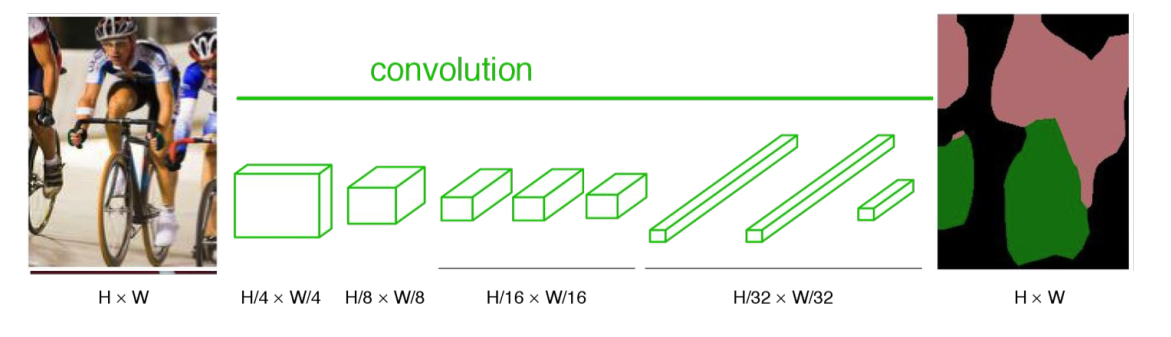 convolution
H × W
H/4 × W/4
H/8 × W/8
H/16 × W/16
H/32 × W/32
H × W